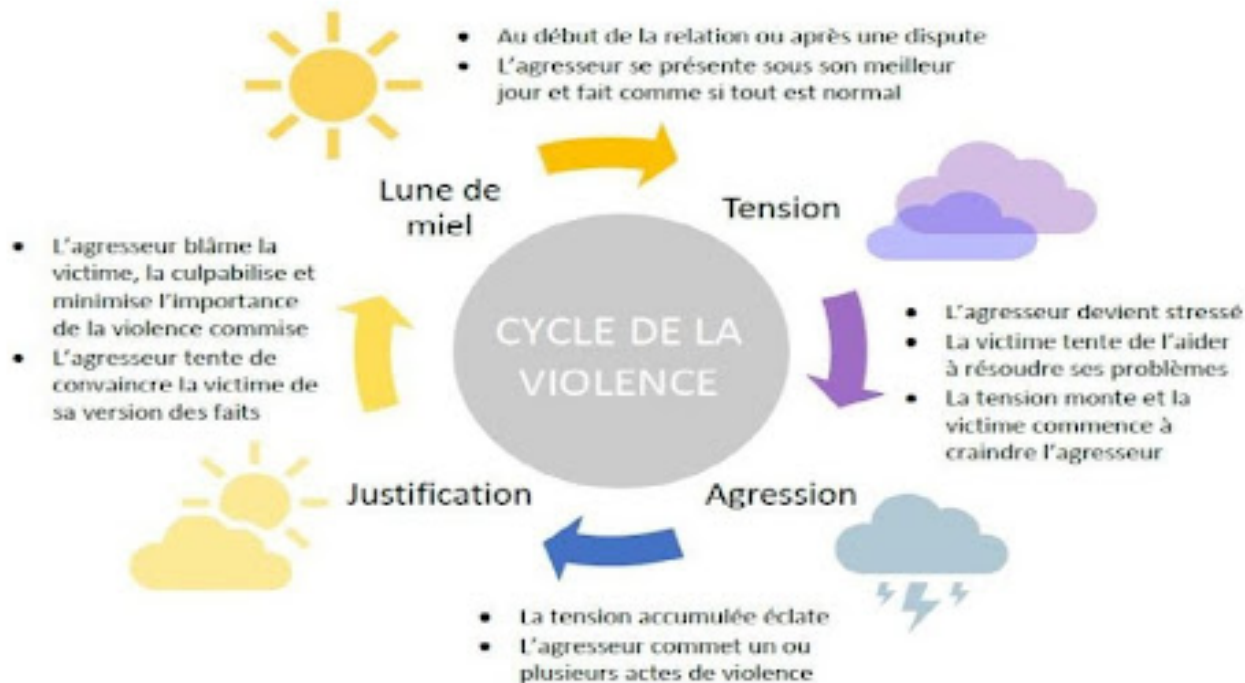 • Au début de la relation ou après une dispute
• L'agresseur se présente sous son meilleur
jour et fait comme si tout est normal
Lune de
miel
Tension
• L'agresseur devient stressé
• La victime tente de l'aider
à résoudre ses problèmes
• La tension monte et la
victime commence à
craindre l'agresseur
CYCLE DE LA
VIOLENCE
Agression
• La tension accumulée éclate
• L'agresseur commet un ou
plusieurs actes de violence
Justification
• L'agresseur blâme la
victime, la culpabilise et
minimise l'importance
de la violence commise
• L'agresseur tente de
convaincre la victime de
sa version des faits